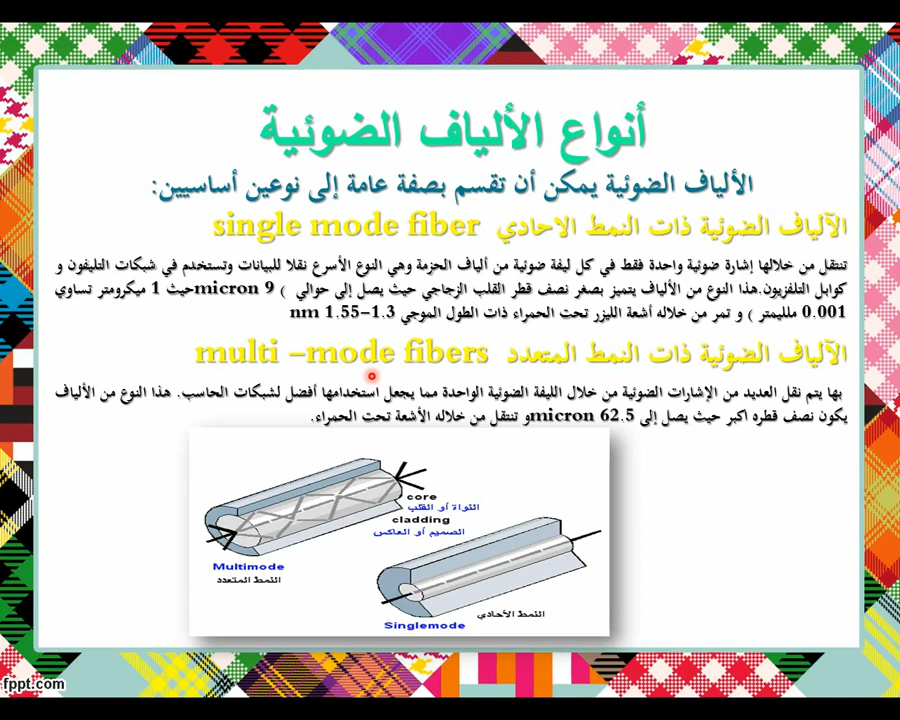 أنواع الألياف الضوئية
الألياف الضوئية يمكن أن تقسم بصفة عامة إلى نوعين أساسيين:
الآلياف الضوئية ذات النمط الاحادي single mode fiber
تنتقل من خلالها إشارة ضوئية واحدة فقط في كل ليفة ضوئية من ألياف الحزمة وهي النوع الأسرع نقلا للبيانات وتستخدم في شبكات التليفون و
كوابل التلفزيون.هذا النوع من الألياف يتميز بصغر نصف قطر القلب الزجاجي حيث يصل إلى حوالي ) micron 9حيث 1 ميكرومتر تساوي
0.001 ملليمتر ) و تمر من خلاله أشعة الليزر تحت الحمراء ذات الطول الموجي 1.3-1.55 nm
الآلياف الضوئية ذات النمط المتعدد multi –mode fibers
بها يتم نقل العديد من الإشارات الضوئية من خلال الليفة الضوئية الواحدة مما يجعل استخدامها أفضل لشبكات الحاسب. هذا النوع من الألياف
يكون نصف قطره اكبر حيث يصل إلى 62.5 micronو تنتقل من خلاله الأشعة تحت الحمراء.
core
النواة أو القلب
cladding
الصميم أو العاكس
Multimode
النمط المتعدد
النمط الأحادي
Singlemode
fppt.com